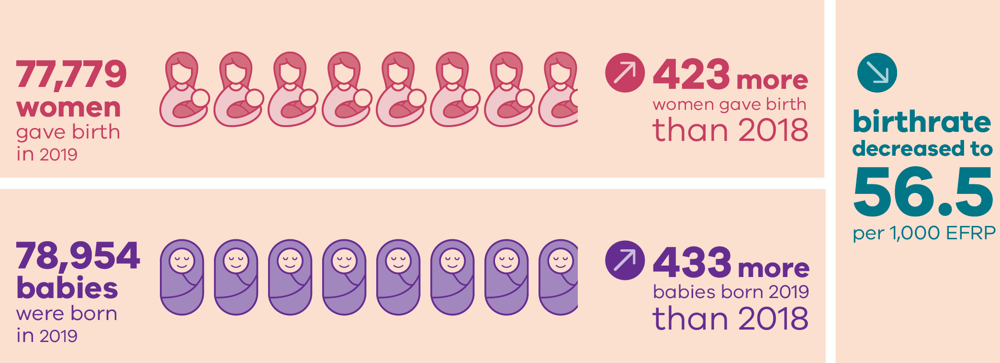 77,779
women
gave birth
in 2019
423 more
women gave birth
than 2018
78,954
babies
were born
in 2019
433 more
babies born 2019
than 2018
birthrate
decreased to
56.5
per 1,000 EFRP